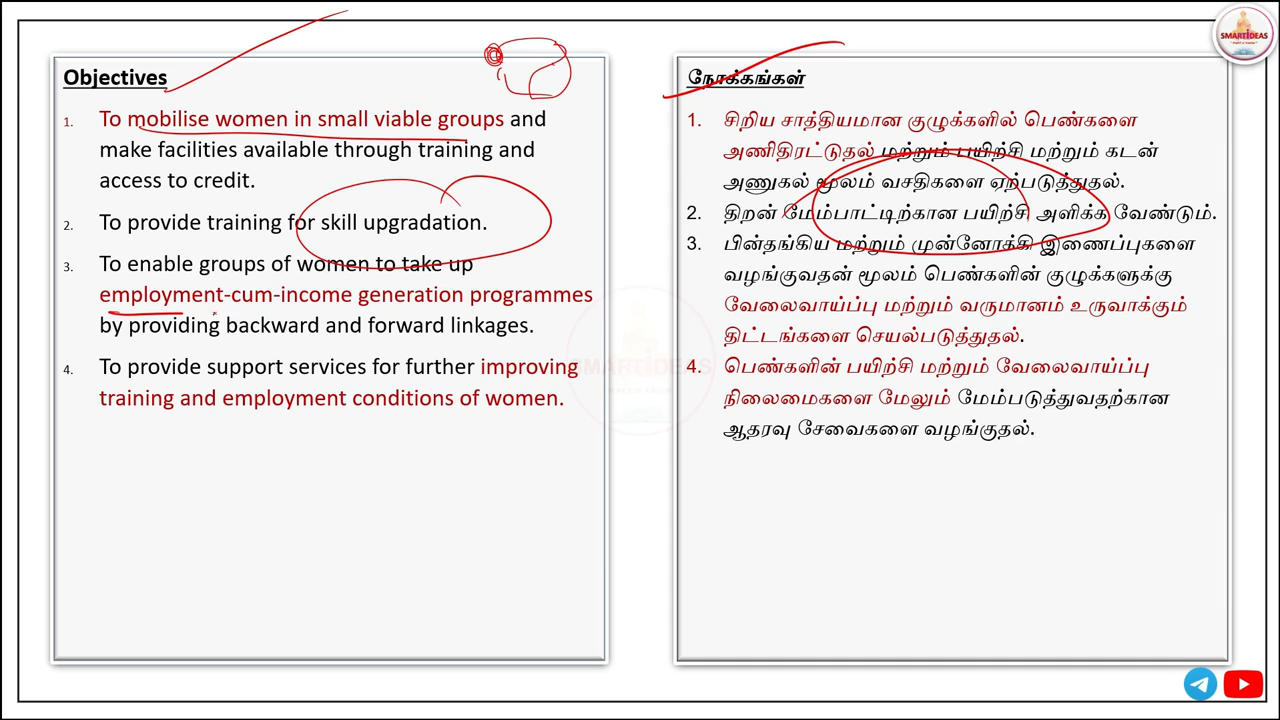 SMARTIDEAS
Objectives
1. To mobilise women in small viable groups and
make facilities available through training and
access to credit.
2. To provide training for skill upgradation.
3. To enable groups of women to take up
employment-cum-income generation programmes
by providing backward and forward linkages.
4. To provide support services for further improving
training and employment conditions of women.
நோக்கங்கள்
1. சிறிய சாத்தியமான குழுக்களில் பெண்களை
அணிதிரட்டுதல் மற்றும் பயிற்சி மற்றும் கடன்
அணுகல் மூலம் வசதிகளை ஏற்படுத்துதல்.
2. திறன் மேம்பாட்டிற்கான பயிற்சி அளிக்க வேண்டும்.
3. பின்தங்கிய மற்றும் முன்னோக்கி இணைப்புகளை
வழங்குவதன் மூலம் பெண்களின் குழுக்களுக்கு
வேலைவாய்ப்பு மற்றும் வருமானம் உருவாக்கும்
திட்டங்களை செயல்படுத்துதல்.
4. பெண்களின் பயிற்சி மற்றும் வேலைவாய்ப்பு
நிலைமைகளை மேலும் மேம்படுத்துவதற்கான
ஆதரவு சேவைகளை வழங்குதல்.
SMARTIDEAS